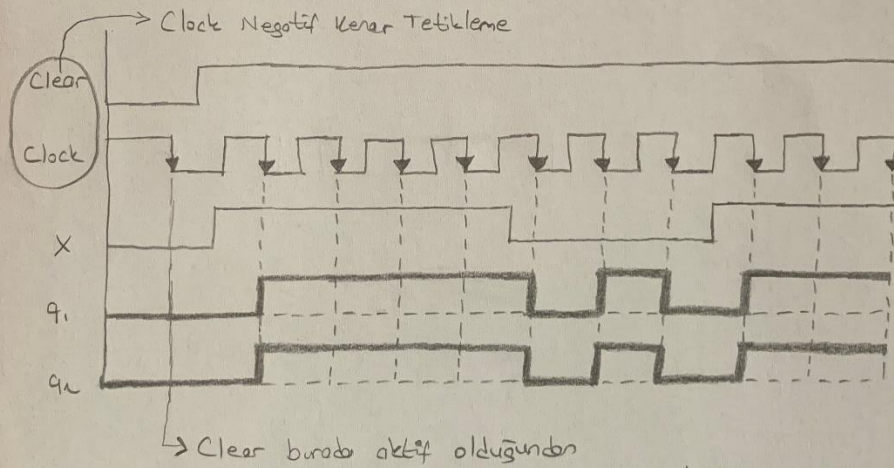 Clock Negatif Kenar Tetikleme
Clear
Clock
X
q₁
q₂
Clear burada aktif olduğundan